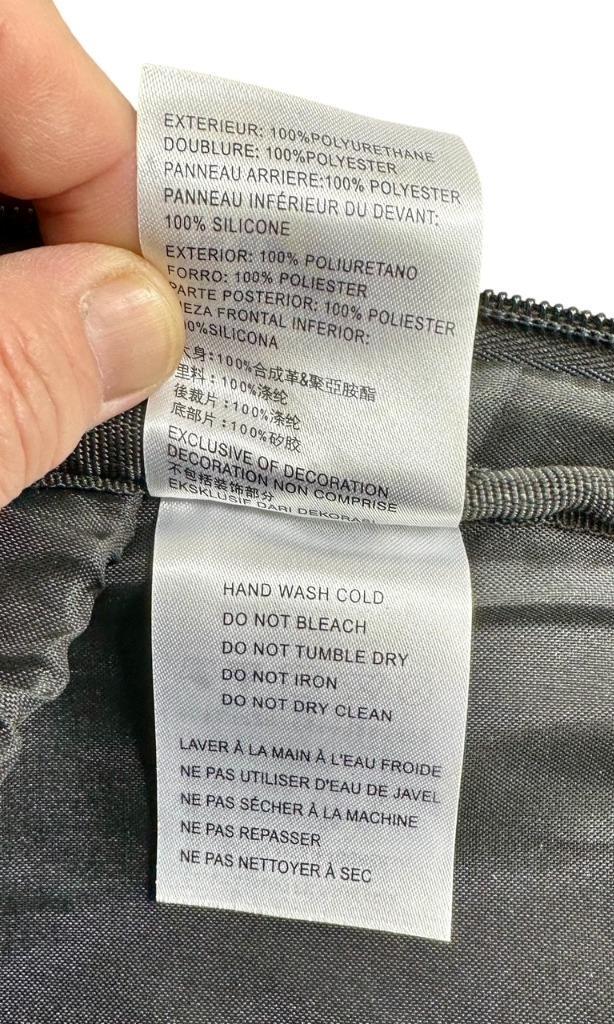 EXTERIEUR: 100%POLYURETHANE
DOUBLURE: 100%POLYESTER
PANNEAU ARRIERE:100% POLYESTER
PANNEAU INFÉRIEUR DU DEVANT:
100% SILICONE
EXTERIOR: 100% POLIURETANO
FORRO: 100% POLIESTER
PARTE POSTERIOR: 100% POLIESTER
FRONTAL INFERIOR:
SILICONA
身:100%合成革&聚亞胺酯
里料:100%涤纶
後裁片:100%涤纶
底部片:100%矽胶
EXCLUSIVE OF DECORATION
DECORATION NON COMPRISE
不包括装饰部分
EKSKLUSIF DARI DEKORASI
HAND WASH COLD
DO NOT BLEACH
DO NOT TUMBLE DRY
DO NOT IRON
DO NOT DRY CLEAN
LAVER À LA MAIN À L'EAU FROIDE
NE PAS UTILISER D'EAU DE JAVEL
NE PAS SÉCHER À LA MACHINE
NE PAS REPASSER
NE PAS NETTOYER À SEC